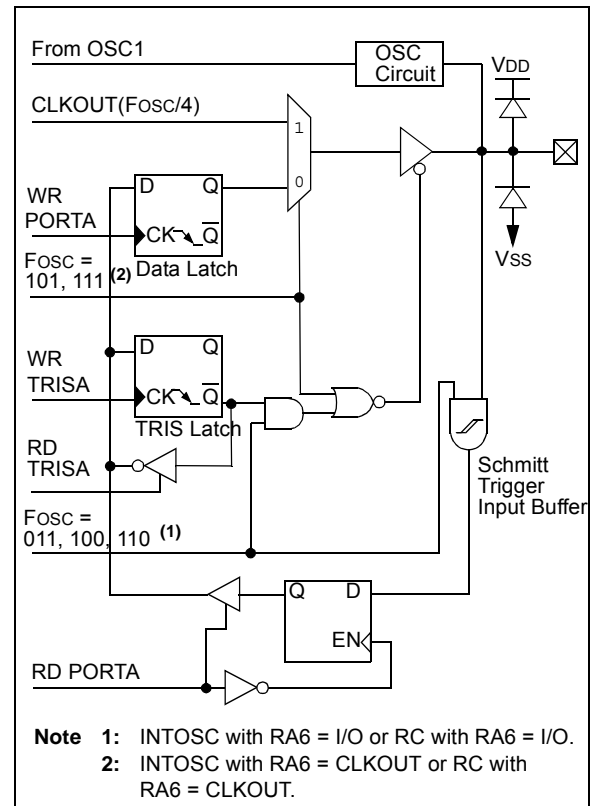 From OSC1
OSC
Circuit
VDD
CLKOUT(FOSC/4)
1
0
D Q
WR
PORTA
CK Q
Data Latch
VSS
FOSC =
101, 111 (2)
D Q
WR
TRISA
CK Q
TRIS Latch
RD
TRISA
Schmitt
Trigger
Input Buffer
FOSC =
011, 100, 110 (1)
Q D
EN
RD PORTA
Note 1: INTOSC with RA6 = I/O or RC with RA6 = I/O.
2: INTOSC with RA6 = CLKOUT or RC with
RA6 = CLKOUT.